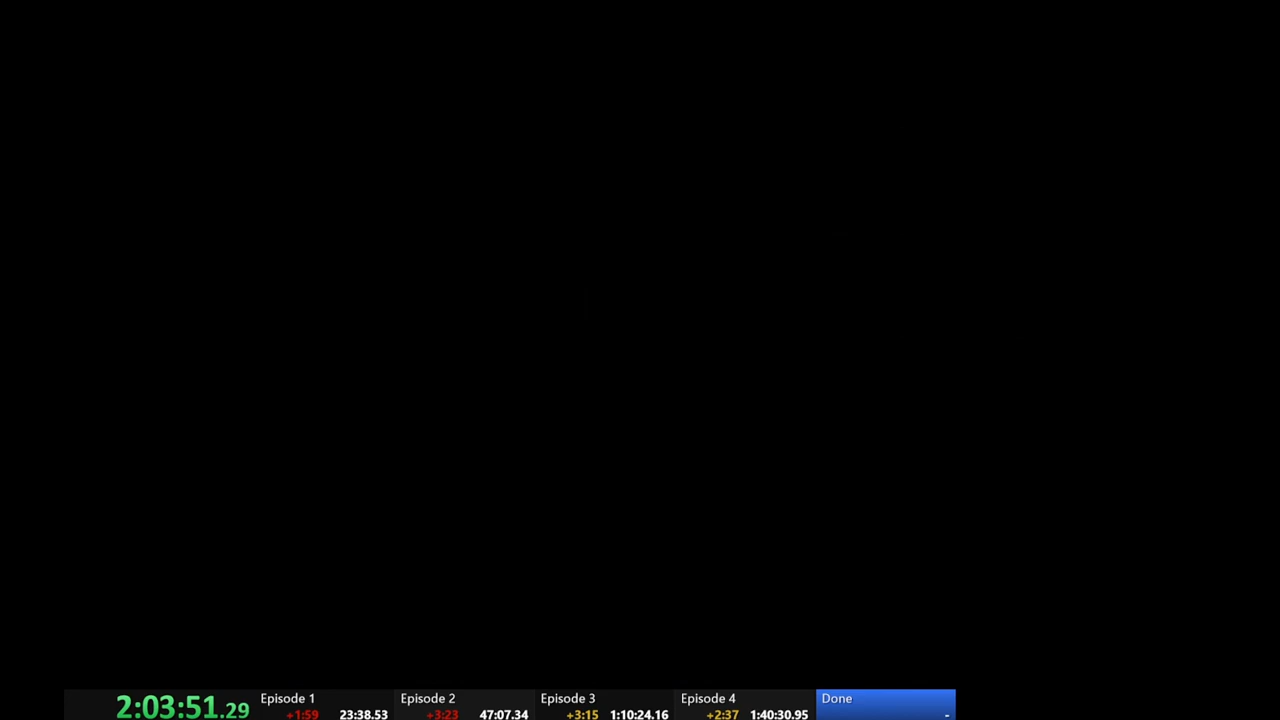 2:03:51.29
Episode 1
+1:59 23:38.53
Episode 2
+3:23 47:07.34
Episode 3
+3:15 1:10:24.16
Episode 4
+2:37 1:40:30.95
Done
-